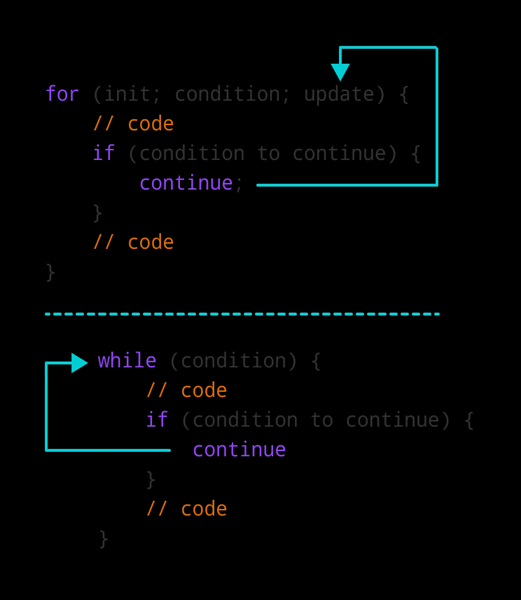 for (init; condition; update) {
// code
if (condition to continue) {
continue;
}
// code
}
while (condition) {
// code
if (condition to continue) {
continue
}
// code
}